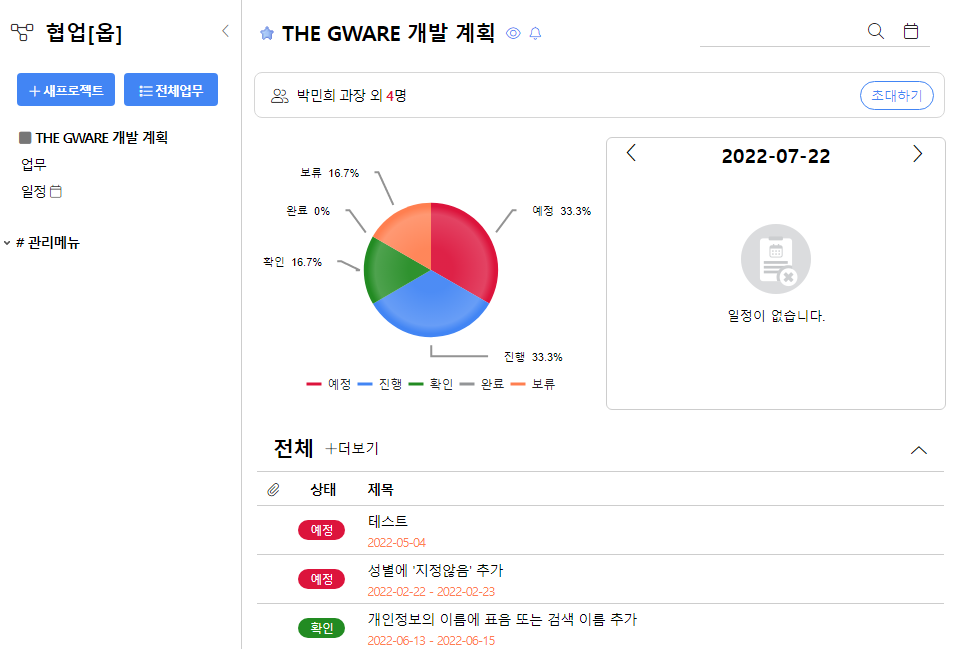 협업[옵]
+ 새프로젝트
전체업무
THE GWARE 개발 계획
업무
일정
# 관리메뉴
THE GWARE 개발 계획
박민희 과장 외 4명
초대하기
보류 16.7%
완료 0%
예정 33.3%
확인 16.7%
진행 33.3%
예정 진행 확인 완료 보류
2022-07-22
일정이 없습니다.
전체 +더보기
상태 제목
예정 테스트
2022-05-04
예정 성별에 '지정않음' 추가
2022-02-22 - 2022-02-23
확인 개인정보의 이름에 표음 또는 검색 이름 추가
2022-06-13 - 2022-06-15